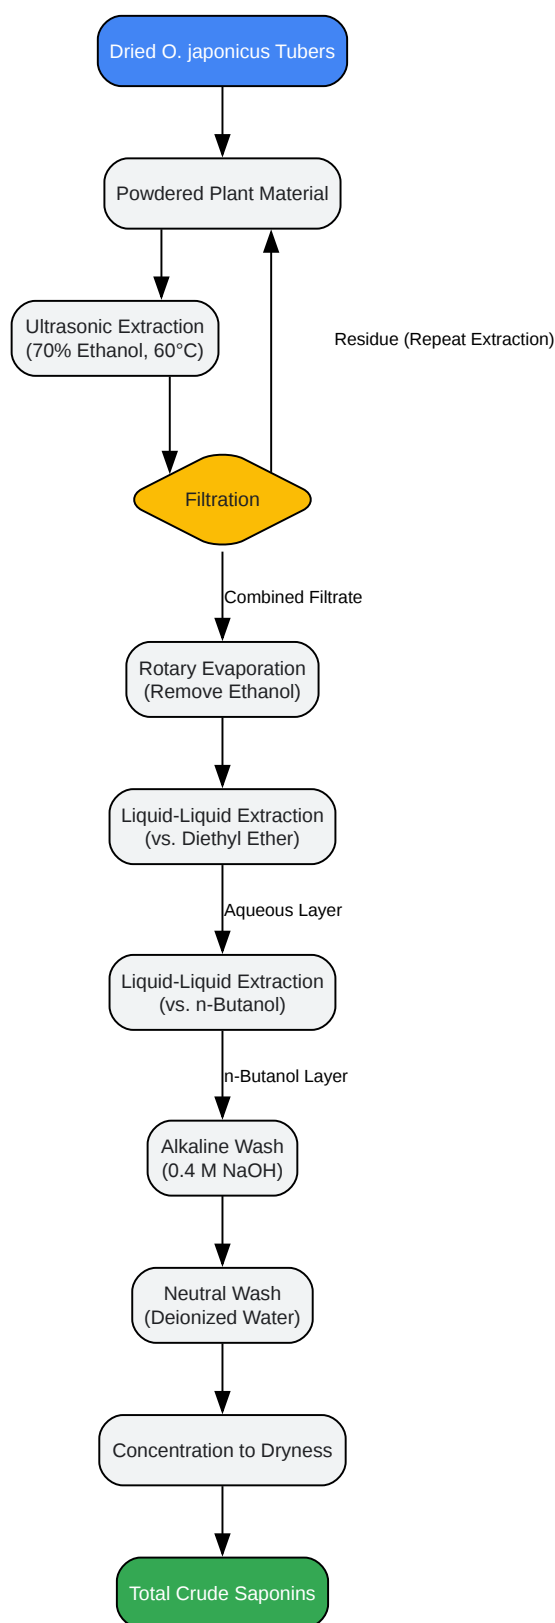 Dried O. japonicus Tubers
Powdered Plant Material
Ultrasonic Extraction
(70% Ethanol, 60°C)
Residue (Repeat Extraction)
Filtration
Combined Filtrate
Rotary Evaporation
(Remove Ethanol)
Liquid-Liquid Extraction
(vs. Diethyl Ether)
Aqueous Layer
Liquid-Liquid Extraction
(vs. n-Butanol)
n-Butanol Layer
Alkaline Wash
(0.4 M NaOH)
Neutral Wash
(Deionized Water)
Concentration to Dryness
Total Crude Saponins